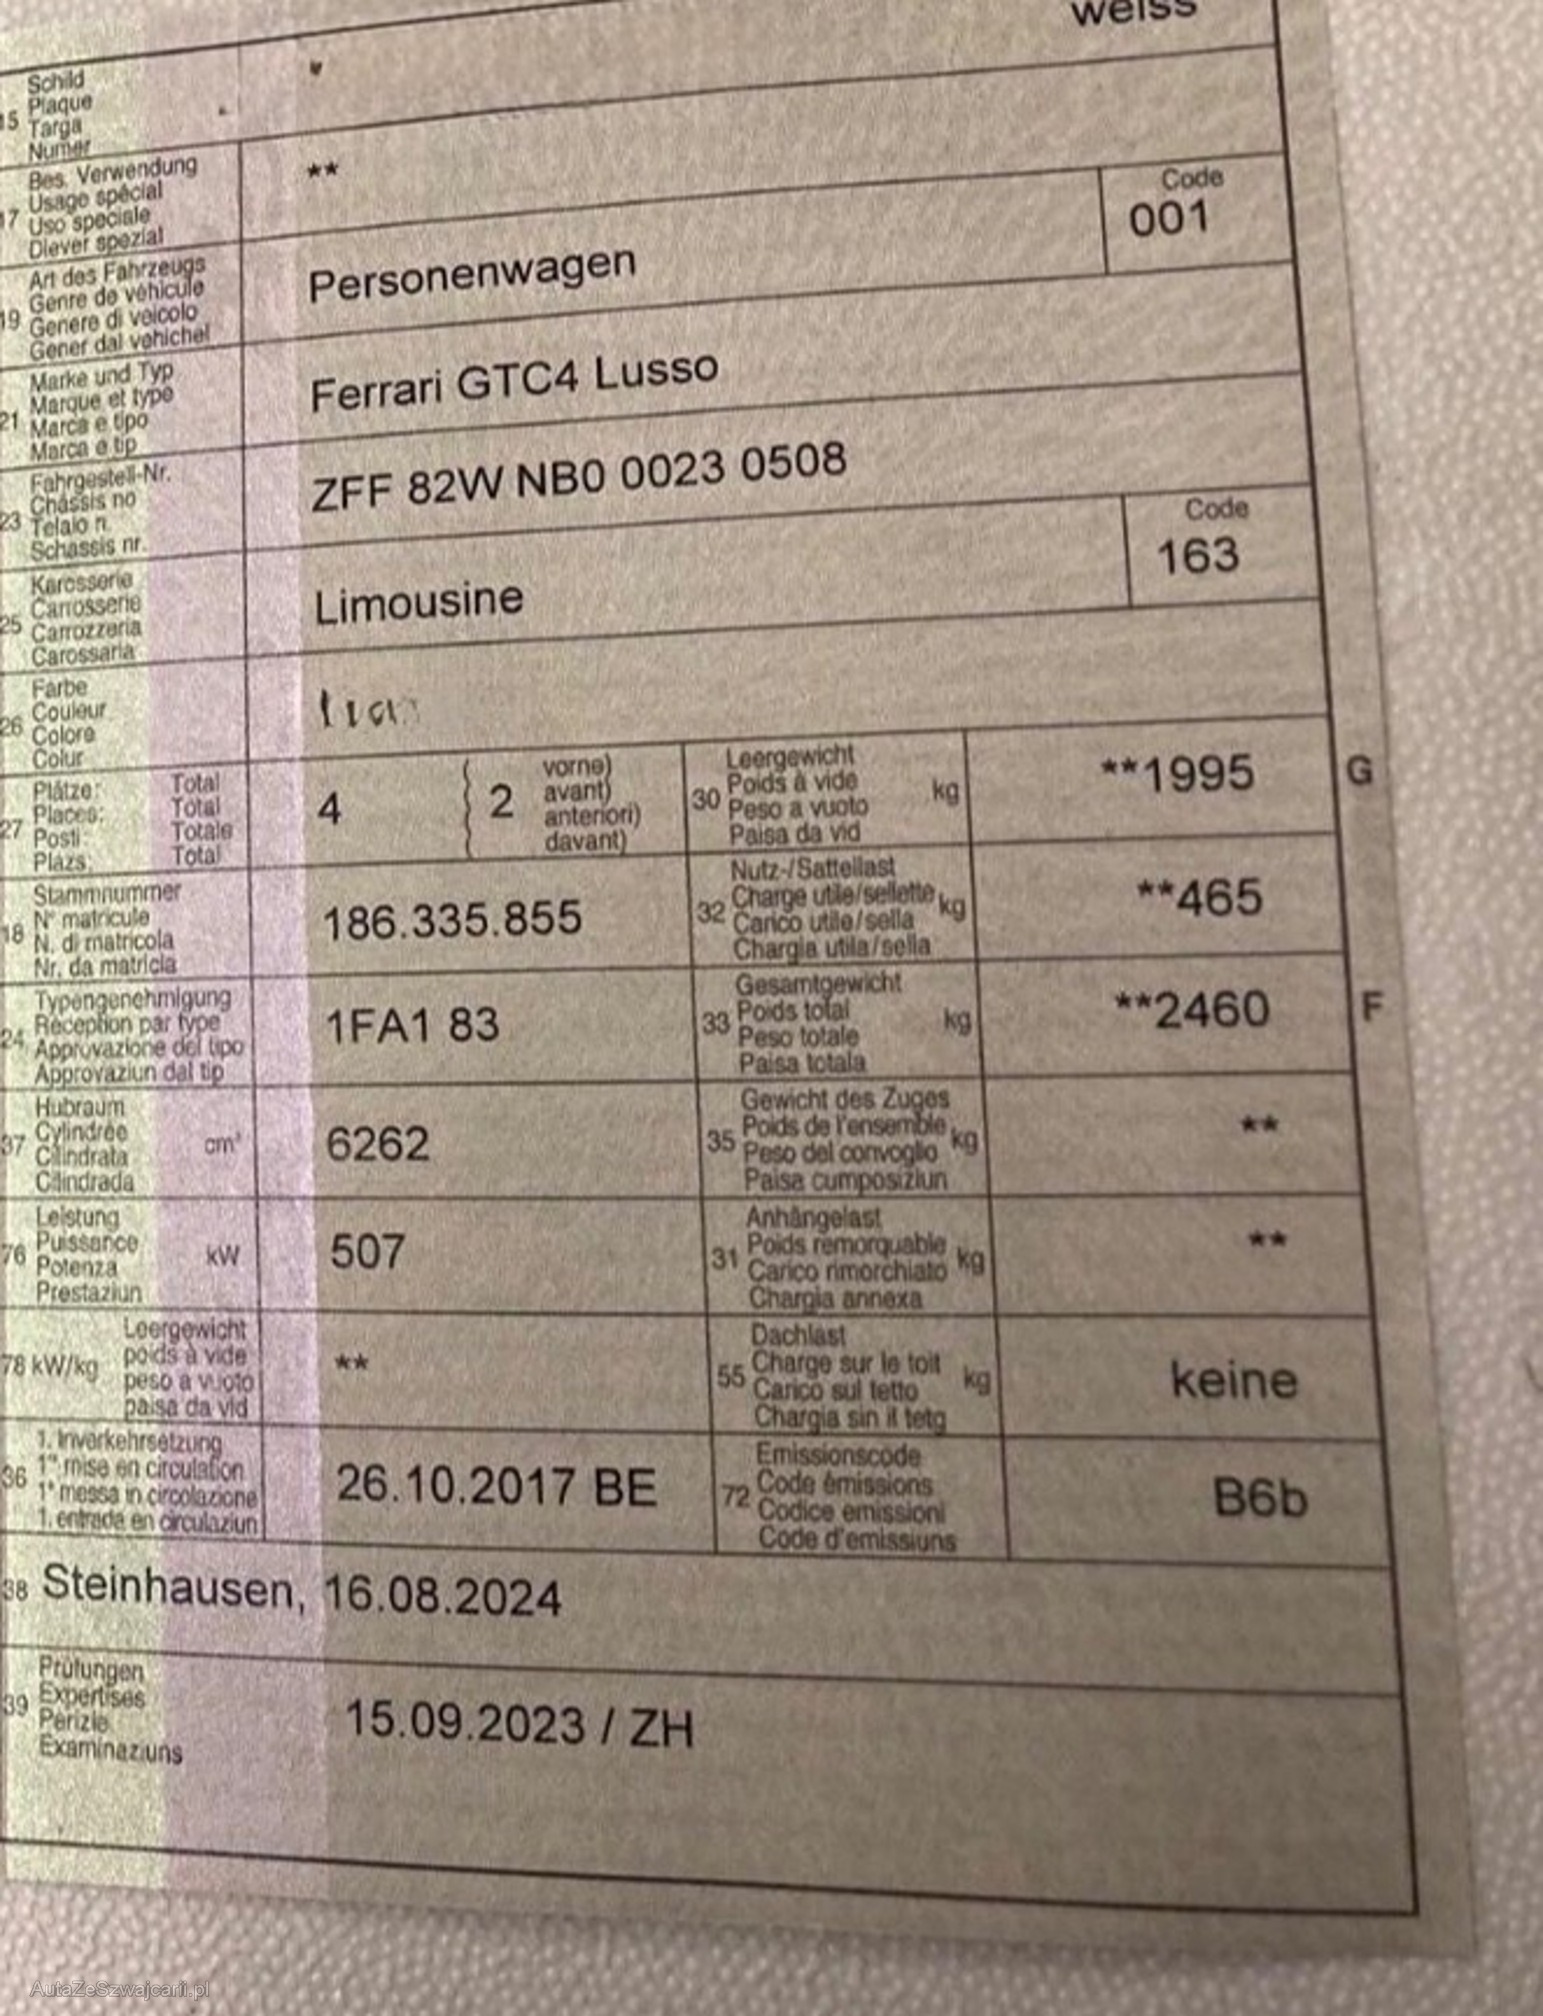 weiss
15 Schild
Plaque
Targa
Numer
17 Bes. Verwendung
Usage spécial
Uso speciale
Diever spezial
**
19 Art des Fahrzeugs
Genre de véhicule
Genere di veicolo
Gener dal vehichel
Personenwagen
Code
001
21 Marke und Typ
Marque et type
Marca e tipo
Marca e tip
Ferrari GTC4 Lusso
23 Fahrgestell-Nr.
Châssis no
Telaio n.
Schassis nr.
ZFF 82W NB0 0023 0508
25 Karosserie
Carrosserie
Carrozzeria
Carossaria
Limousine
Code
163
26 Farbe
Couleur
Colore
Colur
27 Plätze: Total
Places: Total
Posti: Totale
Plazs: Total
4 2 vorne)
avant)
anteriori)
davant)
30 Leergewicht
Poids à vide kg
Peso a vuoto
Paisa da vid
**1995 G
18 Stammnummer
N° matricule
N. di matricola
Nr. da matricla
186.335.855
32 Nutz-/Sattellast
Charge utile/sellette kg
Carico utile/sella
Chargia utila/sella
**465
24 Typengenehmigung
Réception par type
Approvazione del tipo
Approvaziun dal tip
1FA1 83
33 Gesamtgewicht
Poids total kg
Peso totale
Paisa totala
**2460 F
37 Hubraum
Cylindrée cm³
Cilindrata
Cilindrada
6262
35 Gewicht des Zuges
Poids de l'ensemble kg
Peso del convoglio
Paisa cumposiziun
**
76 Leistung
Puissance kW
Potenza
Prestaziun
507
31 Anhängelast
Poids remorquable kg
Carico rimorchiato
Chargia annexa
**
78 kW/kg Leergewicht
poids à vide
peso a vuoto
paisa da vid
**
55 Dachlast
Charge sur le toit kg
Carico sul tetto
Chargia sin il tetg
keine
36 1. Inverkehrsetzung
1re mise en circulation
1a messa in circolazione
1. entrada en circulaziun
26.10.2017 BE
72 Emissionscode
Code émissions
Codice emissioni
Code d'emissiuns
B6b
38 Steinhausen, 16.08.2024
39 Prüfungen
Expertises
Perizie
Examinaziuns
15.09.2023 / ZH
AutaZeSzwajcarii.pl